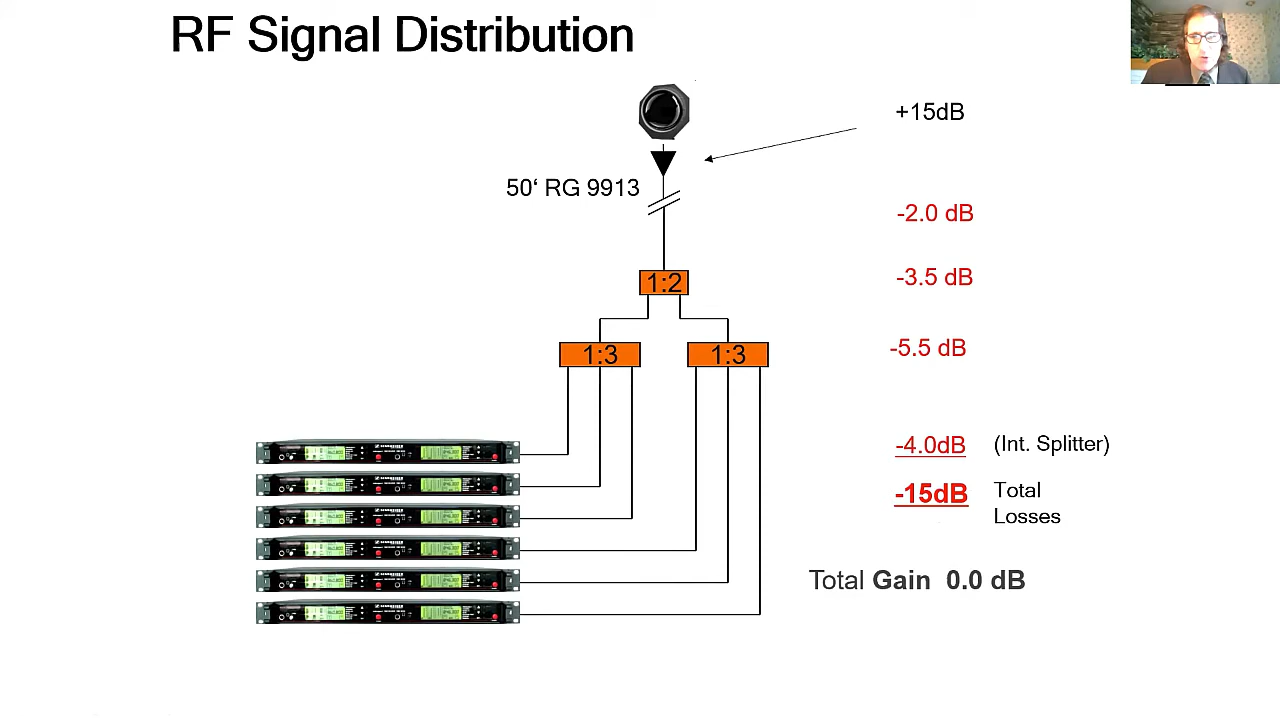 RF Signal Distribution
+15dB
50‘ RG 9913
-2.0 dB
1:2
-3.5 dB
1:3
1:3
-5.5 dB
-4.0dB (Int. Splitter)
-15dB Total
Losses
Total Gain 0.0 dB